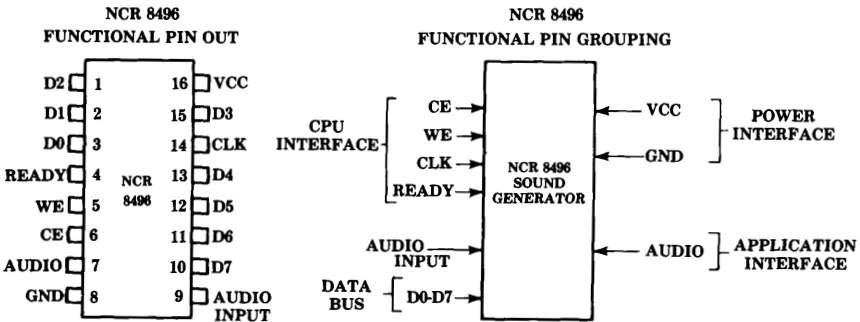 NCR 8496
FUNCTIONAL PIN OUT
D2 1 16 VCC
D1 2 15 D3
D0 3 14 CLK
READY 4 13 D4
NCR
8496
WE 5 12 D5
CE 6 11 D6
AUDIO 7 10 D7
GND 8 9 AUDIO
INPUT
NCR 8496
FUNCTIONAL PIN GROUPING
CPU
INTERFACE
CE
WE
CLK
READY
AUDIO
INPUT
DATA
BUS
D0-D7
NCR 8496
SOUND
GENERATOR
VCC
GND
POWER
INTERFACE
AUDIO
APPLICATION
INTERFACE